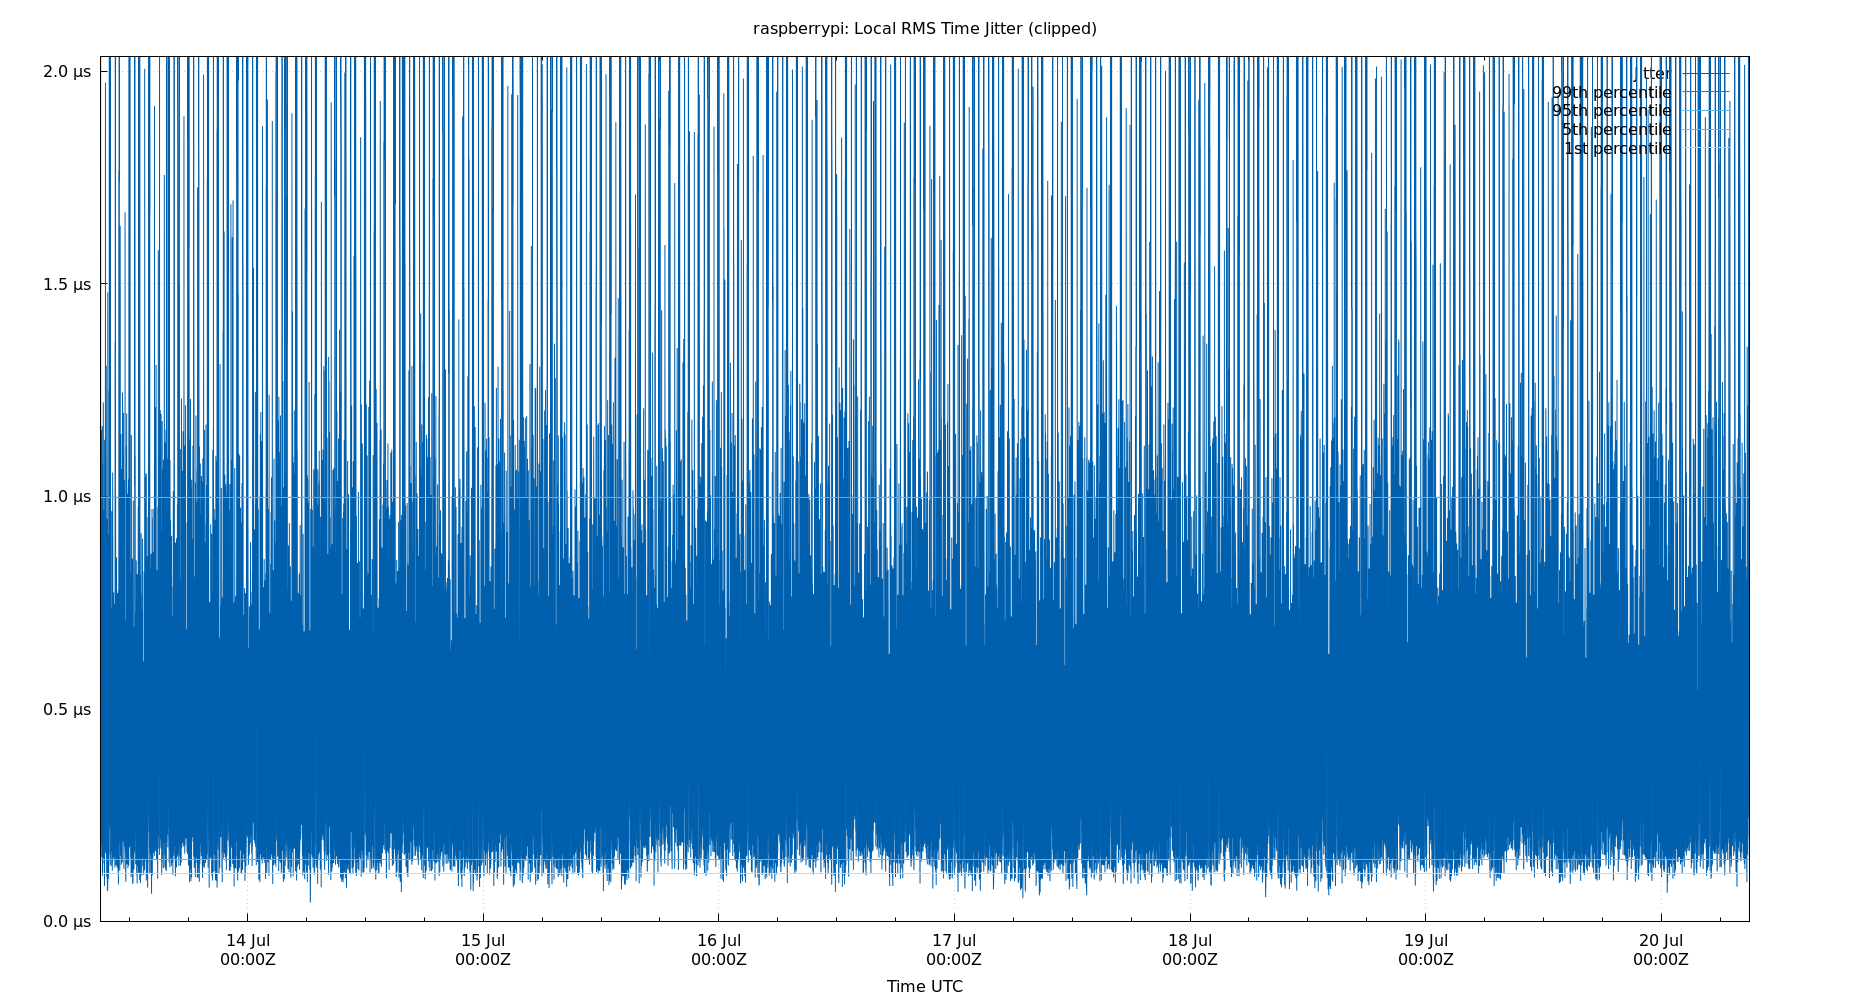 raspberrypi: Local RMS Time Jitter (clipped)
2.0 µs
1.5 µs
1.0 µs
0.5 µs
0.0 µs
jitter
99th percentile
95th percentile
5th percentile
1st percentile
14 Jul
00:00Z
15 Jul
00:00Z
16 Jul
00:00Z
17 Jul
00:00Z
18 Jul
00:00Z
19 Jul
00:00Z
20 Jul
00:00Z
Time UTC